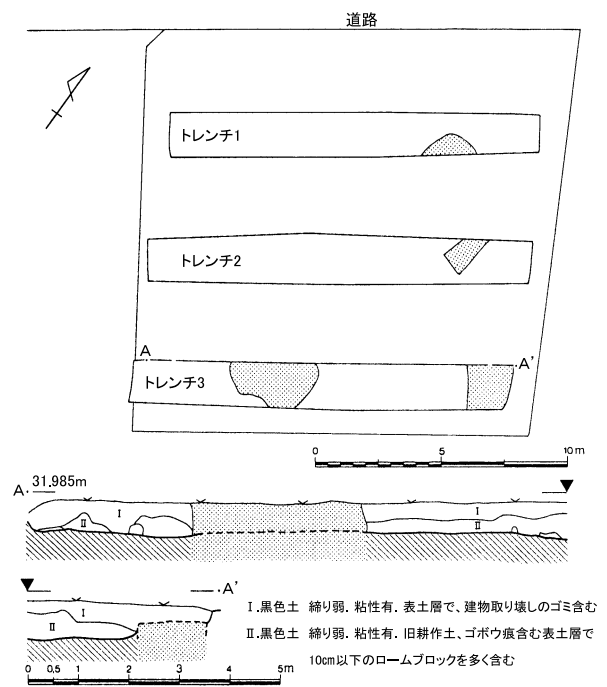 道路
トレンチ1
トレンチ2
A
A'
トレンチ3
0 5 10m
A 31,985m
I
II
I
II
A'
I
II
I.黒色土 締り弱.粘性有.表土層で、建物取り壊しのゴミ含む
II.黒色土 締り弱.粘性有.旧耕作土、ゴボウ痕含む表土層で
10cm以下のロームブロックを多く含む
0 0,5 1 2 3 4 5m